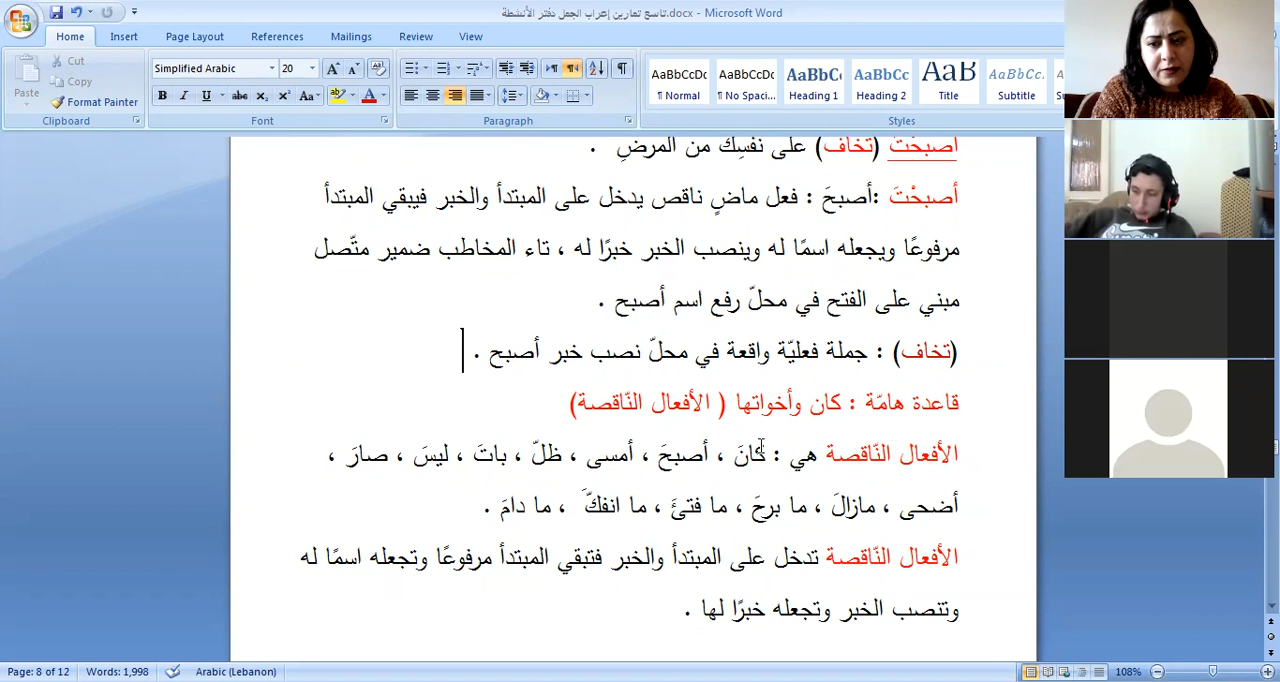 تاسع تمارين إعراب الجمل دفتر الأنشطة.docx - Microsoft Word
Home Insert Page Layout References Mailings Review View
Paste
Cut
Copy
Format Painter
Simplified Arabic 20
AaBbCcDc AaBbCcDc AaBbC AaBbCc AaB AaBbCcI
¶ Normal ¶ No Spaci... Heading 1 Heading 2 Title Subtitle
Clipboard Font Paragraph Styles
أصبحْتَ (تخاف) على نفسِك من المرضِ .
أصبحْتَ :أصبحَ : فعل ماضٍ ناقص يدخل على المبتدأ والخبر فيبقي المبتدأ
مرفوعًا ويجعله اسمًا له وينصب الخبر خبرًا له ، تاء المخاطب ضمير متّصل
مبني على الفتح في محلّ رفع اسم أصبح .
(تخاف) : جملة فعليّة واقعة في محلّ نصب خبر أصبح .
قاعدة هامّة : كان وأخواتها ( الأفعال النّاقصة)
الأفعال النّاقصة هي : كانَ ، أصبحَ ، أمسى ، ظلّ ، باتَ ، ليسَ ، صارَ ،
أضحى ، مازالَ ، ما برحَ ، ما فتئَ ، ما انفكّ َ ، ما دامَ .
الأفعال النّاقصة تدخل على المبتدأ والخبر فتبقي المبتدأ مرفوعًا وتجعله اسمًا له
وتنصب الخبر وتجعله خبرًا لها .
Page: 8 of 12 Words: 1,998 Arabic (Lebanon) 108%